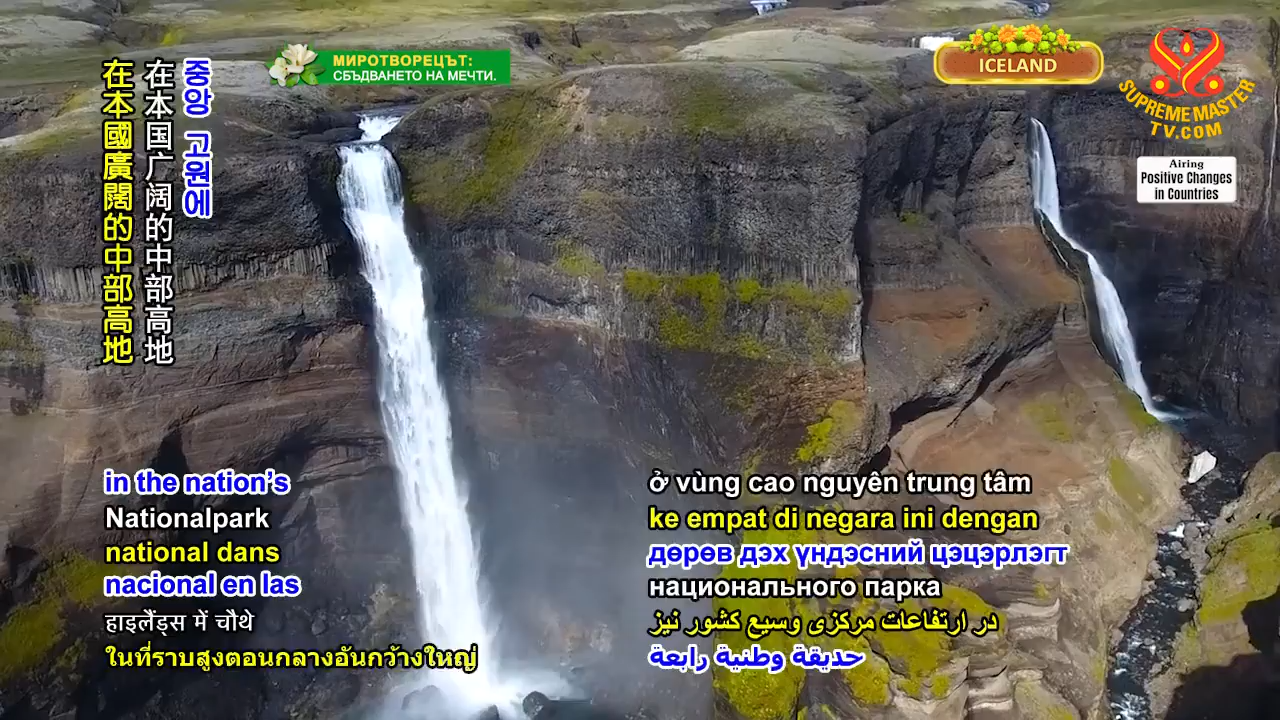 МИРОТВОРЕЦЪТ:
СБЪДВАНЕТО НА МЕЧТИ.
ICELAND
SUPREME MASTER
TV.COM
Airing
Positive Changes
in Countries
중앙 고원에
在本国广阔的中部高地
在本國廣闊的中部高地
in the nation’s
Nationalpark
national dans
nacional en las
हाइलैंड्स में चौथे
ในที่ราบสูงตอนกลางอันกว้างใหญ่
ở vùng cao nguyên trung tâm
ke empat di negara ini dengan
дөрөв дэх үндэсний цэцэрлэгт
национального парка
در ارتفاعات مرکزی وسیع کشور نیز
حديقة وطنية رابعة